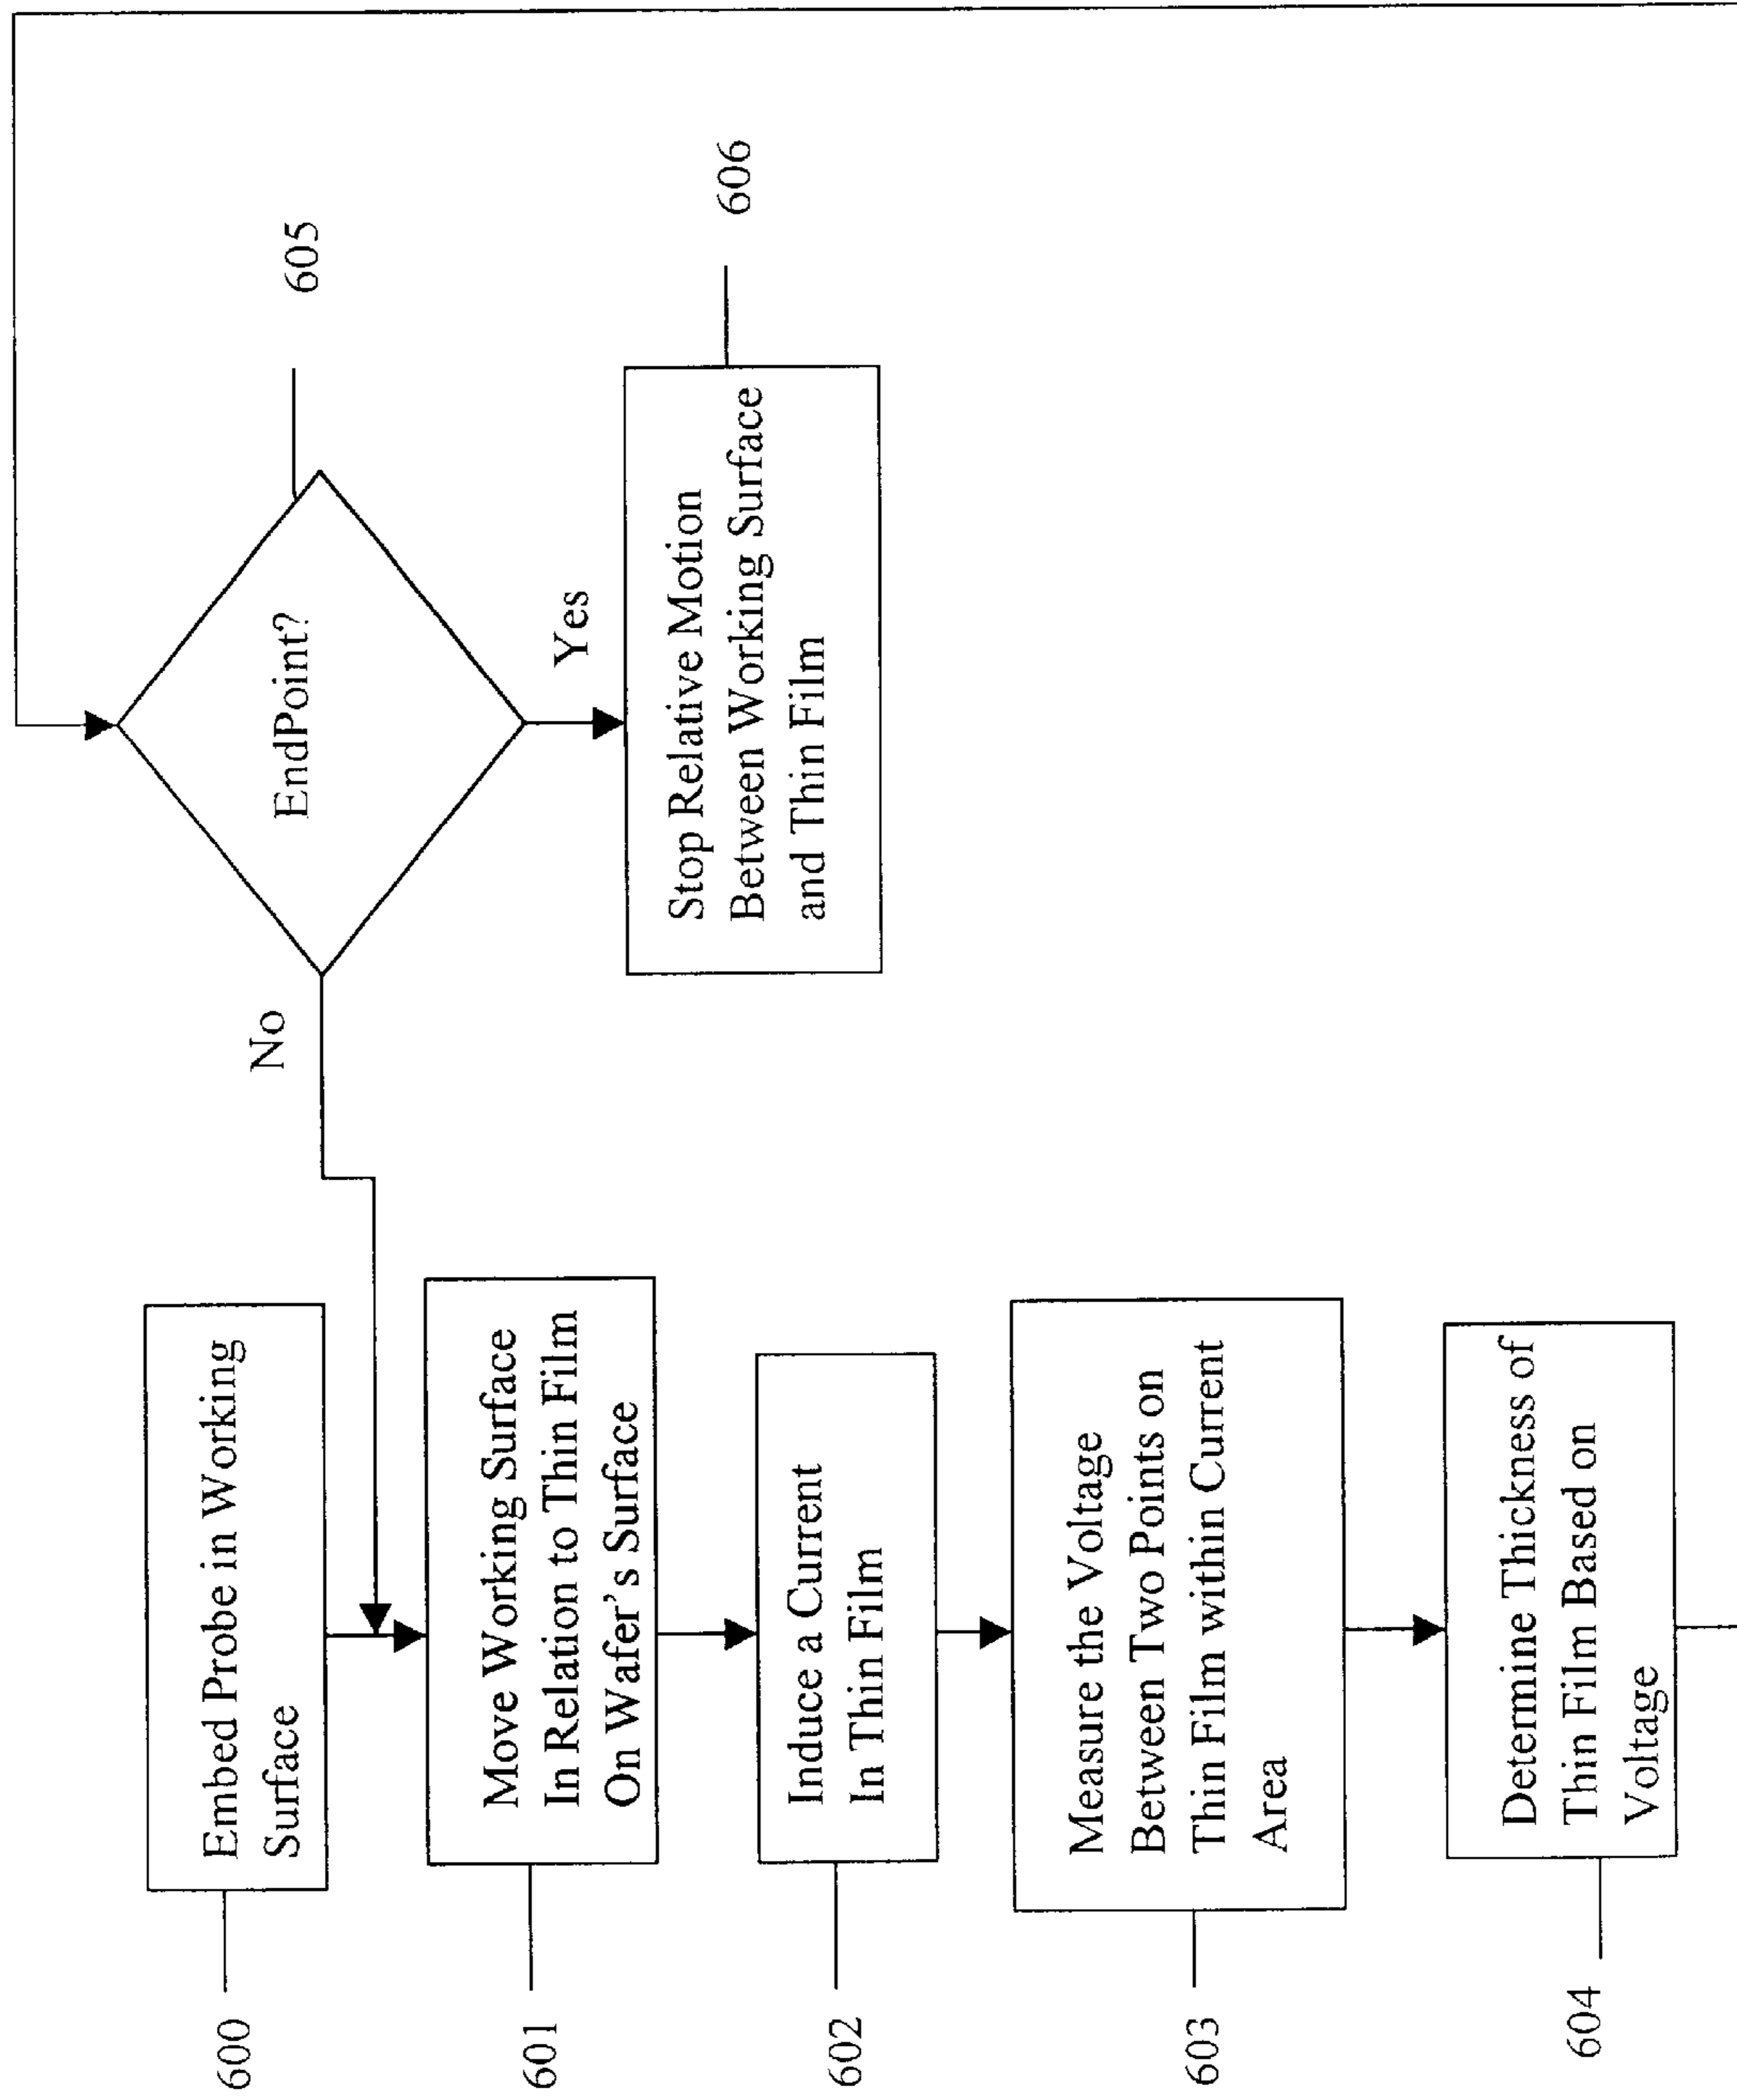 600
Embed Probe in Working
Surface
601
Move Working Surface
In Relation to Thin Film
On Wafer's Surface
602
Induce a Current
In Thin Film
603
Measure the Voltage
Between Two Points on
Thin Film within Current
Area
604
Determine Thickness of
Thin Film Based on
Voltage
EndPoint?
605
No
Yes
Stop Relative Motion
Between Working Surface
and Thin Film
606